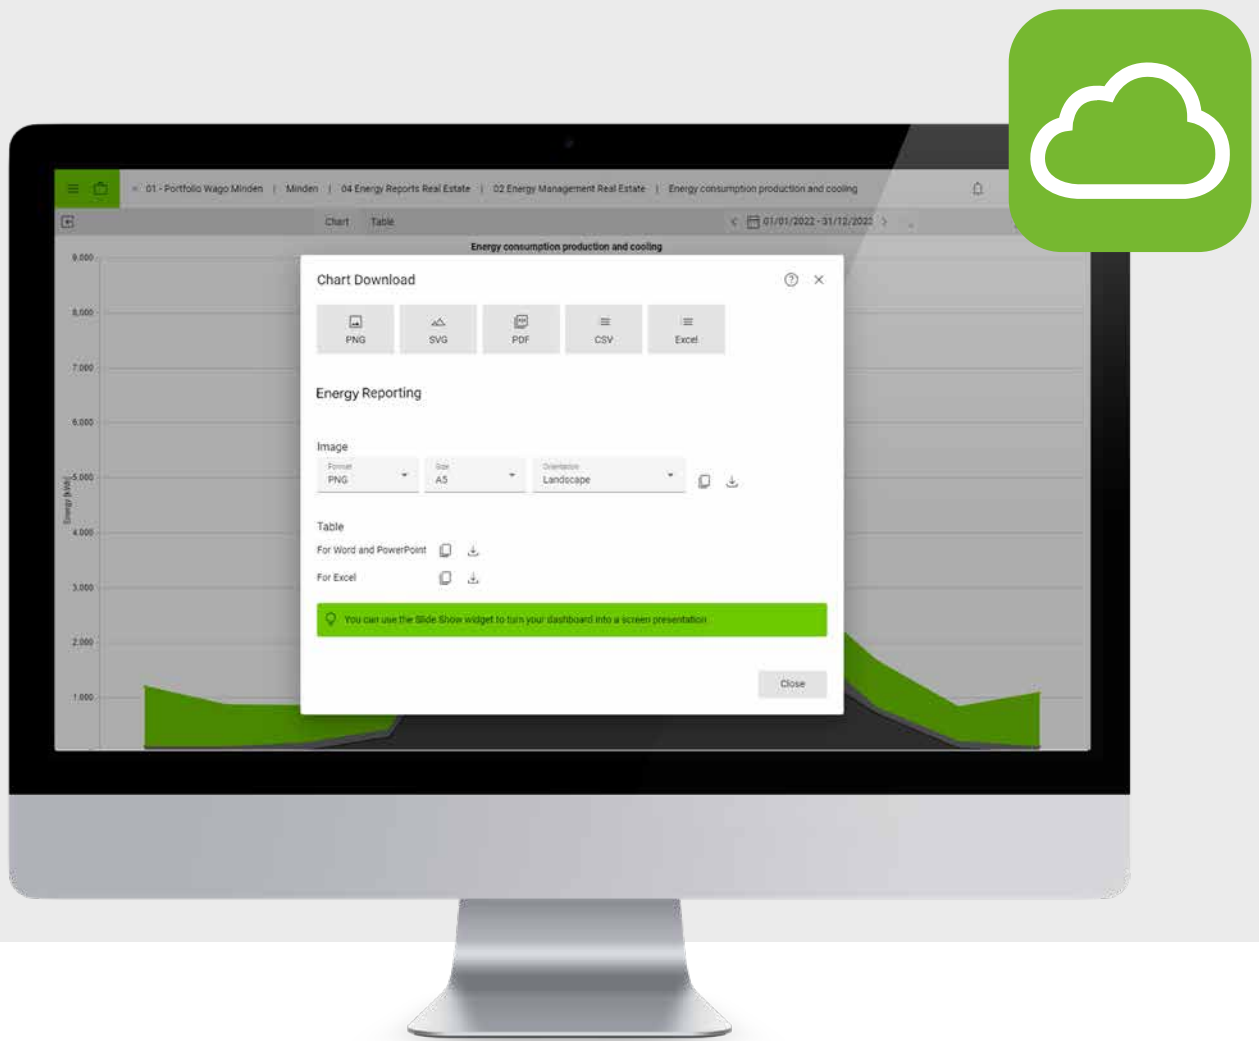 01 - Portfolio Wago Minden | Minden | 04 Energy Reports Real Estate | 02 Energy Management Real Estate | Energy consumption production and cooling
Chart Table 01/01/2022 - 31/12/2022
Energy consumption production and cooling
9,000
8,000
7,000
6,000
5,000
4,000
3,000
2,000
1,000
Energy [kWh]
Chart Download
PNG SVG PDF CSV Excel
Energy Reporting
Image
Format Size Orientation
PNG A5 Landscape
Table
For Word and PowerPoint
For Excel
You can use the Slide Show widget to turn your dashboard into a screen presentation
Close